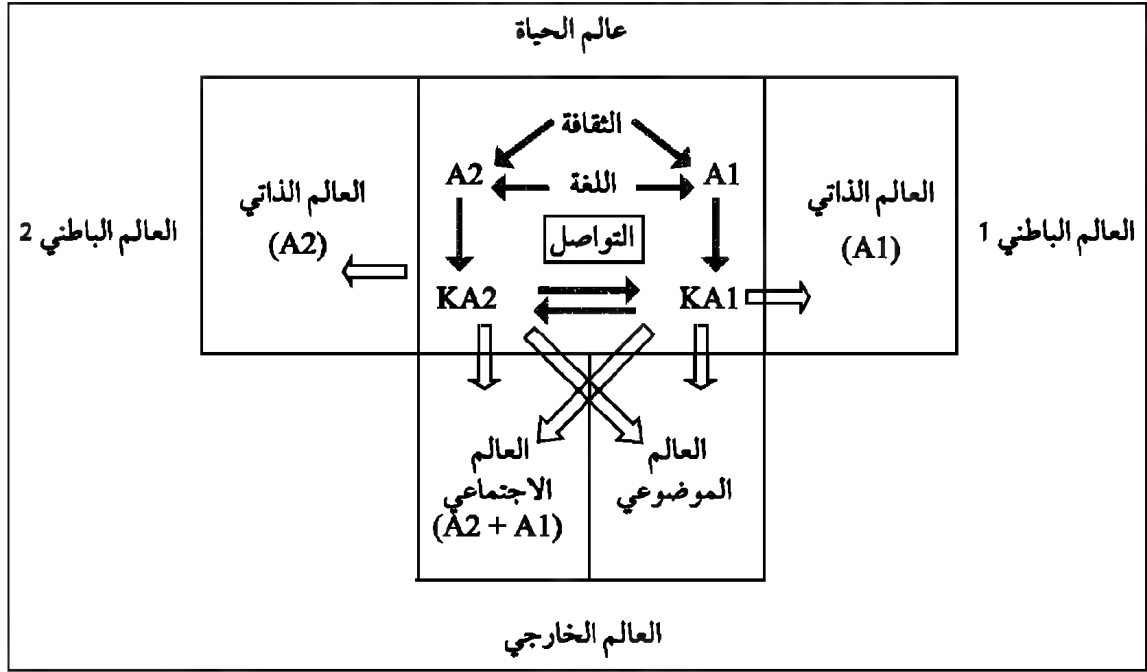 عالم الحياة
الثقافة
A1 اللغة A2
العالم الباطني 1
العالم الذاتي
(A1)
التواصل
العالم الذاتي
(A2)
العالم الباطني 2
KA1 KA2
العالم
الموضوعي
العالم
الاجتماعي
(A2 + A1)
العالم الخارجي